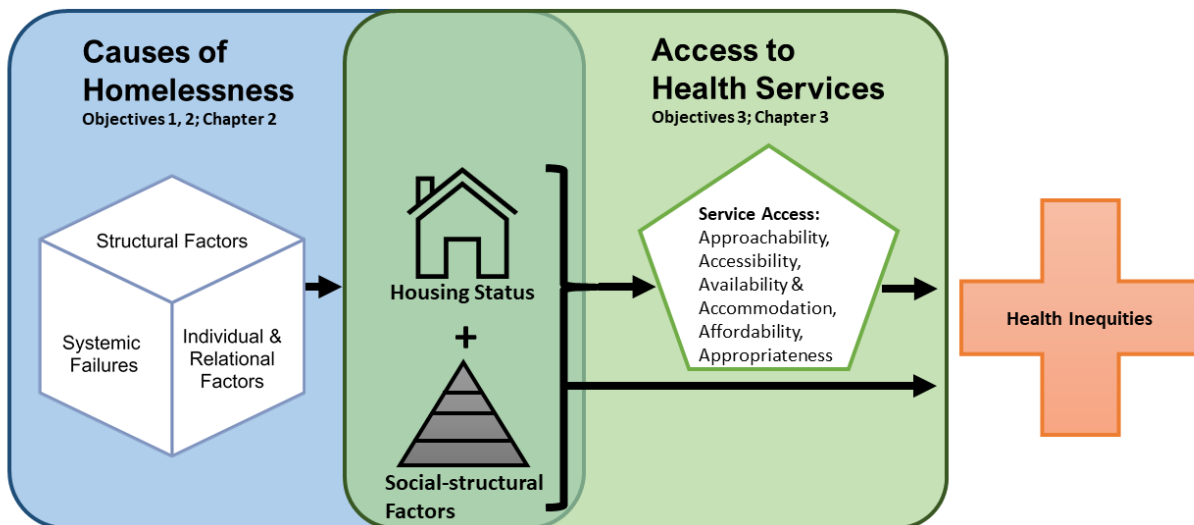 Causes of
Homelessness
Objectives 1, 2; Chapter 2
Structural Factors
Systemic
Failures
Individual &
Relational
Factors
Housing Status
+
Social-structural
Factors
Access to
Health Services
Objectives 3; Chapter 3
Service Access:
Approachability,
Accessibility,
Availability &
Accommodation,
Affordability,
Appropriateness
Health Inequities